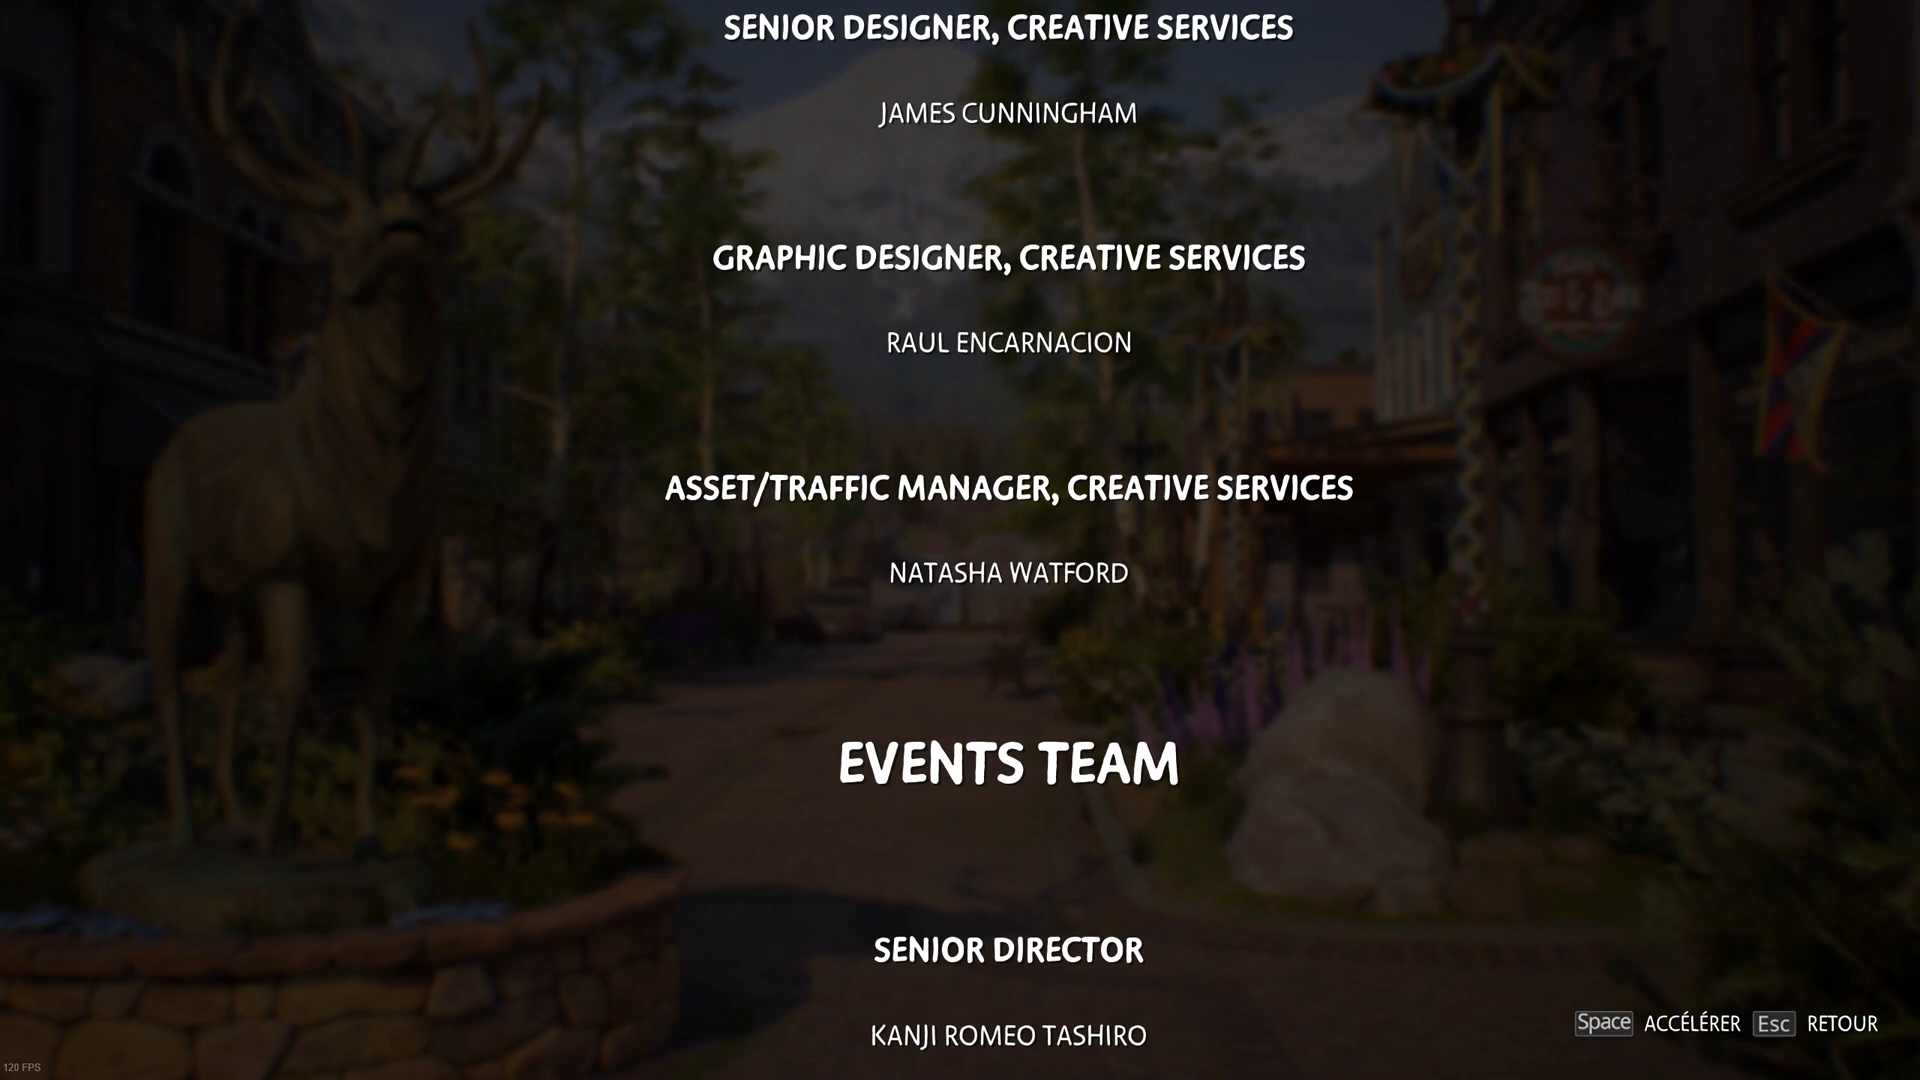 SENIOR DESIGNER, CREATIVE SERVICES
JAMES CUNNINGHAM
GRAPHIC DESIGNER, CREATIVE SERVICES
RAUL ENCARNACION
ASSET/TRAFFIC MANAGER, CREATIVE SERVICES
NATASHA WATFORD
EVENTS TEAM
SENIOR DIRECTOR
KANJI ROMEO TASHIRO
Space ACCÉLÉRER Esc RETOUR
120 FPS